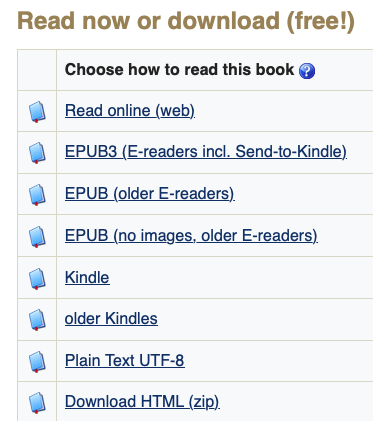 Read now or download (free!)
Choose how to read this book ?
Read online (web)
EPUB3 (E-readers incl. Send-to-Kindle)
EPUB (older E-readers)
EPUB (no images, older E-readers)
Kindle
older Kindles
Plain Text UTF-8
Download HTML (zip)